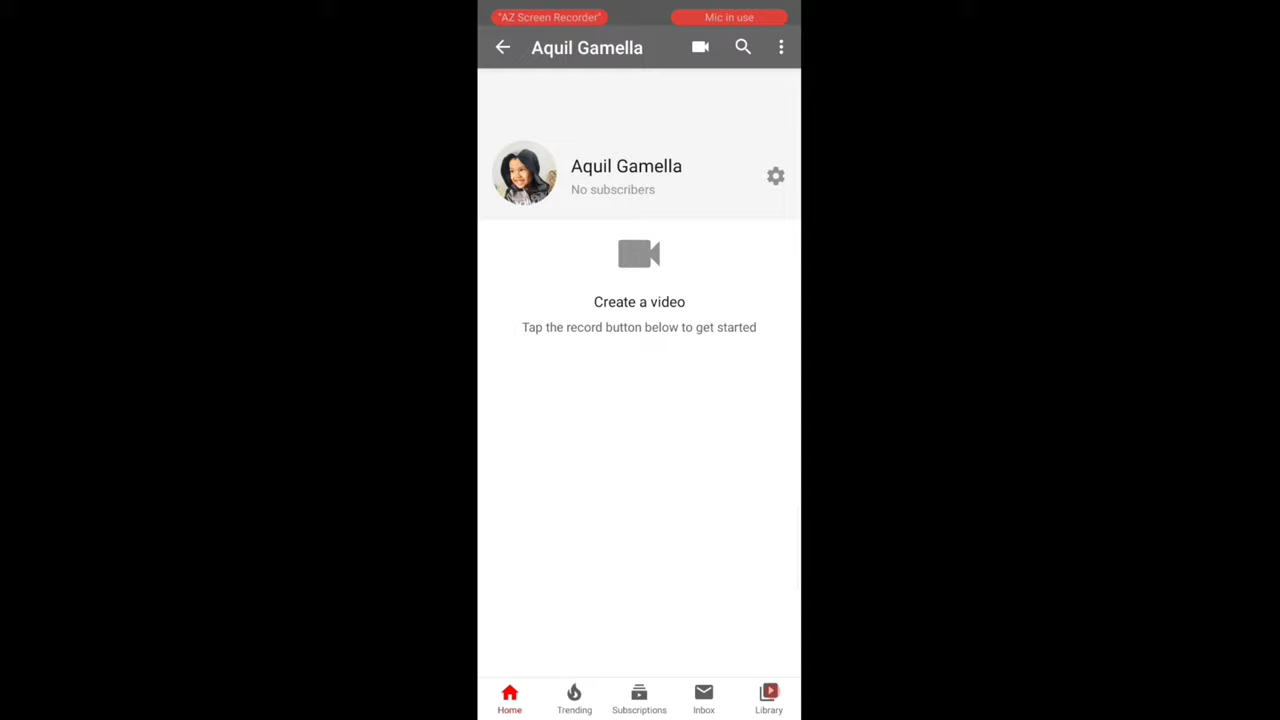 "AZ Screen Recorder"
Mic in use
Aquil Gamella
Aquil Gamella
No subscribers
Create a video
Tap the record button below to get started
Home
Trending
Subscriptions
Inbox
Library